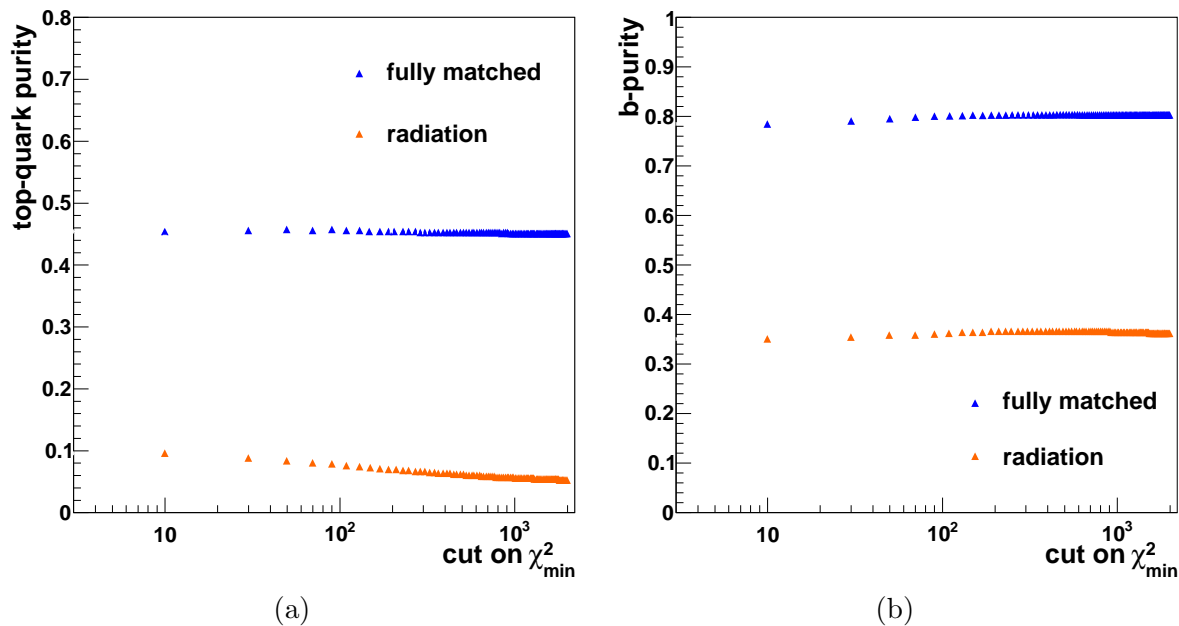 top-quark purity
0.8
0.7
0.6
0.5
0.4
0.3
0.2
0.1
0
fully matched
radiation
10
10²
10³
cut on χ²min
(a)
b-purity
1
0.9
0.8
0.7
0.6
0.5
0.4
0.3
0.2
0.1
0
fully matched
radiation
10
10²
10³
cut on χ²min
(b)